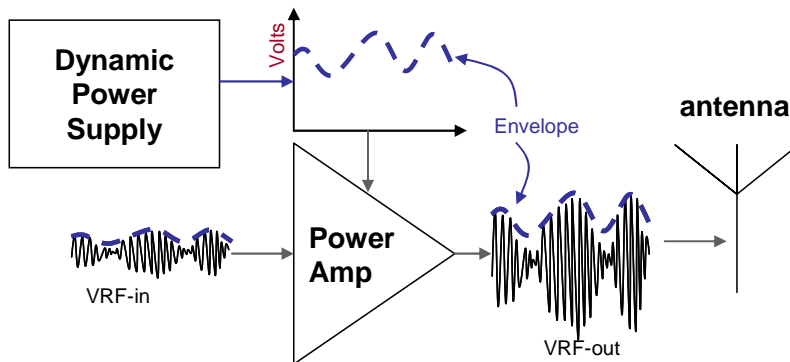 Dynamic
Power
Supply
Volts
Envelope
antenna
Power
Amp
VRF-in
VRF-out